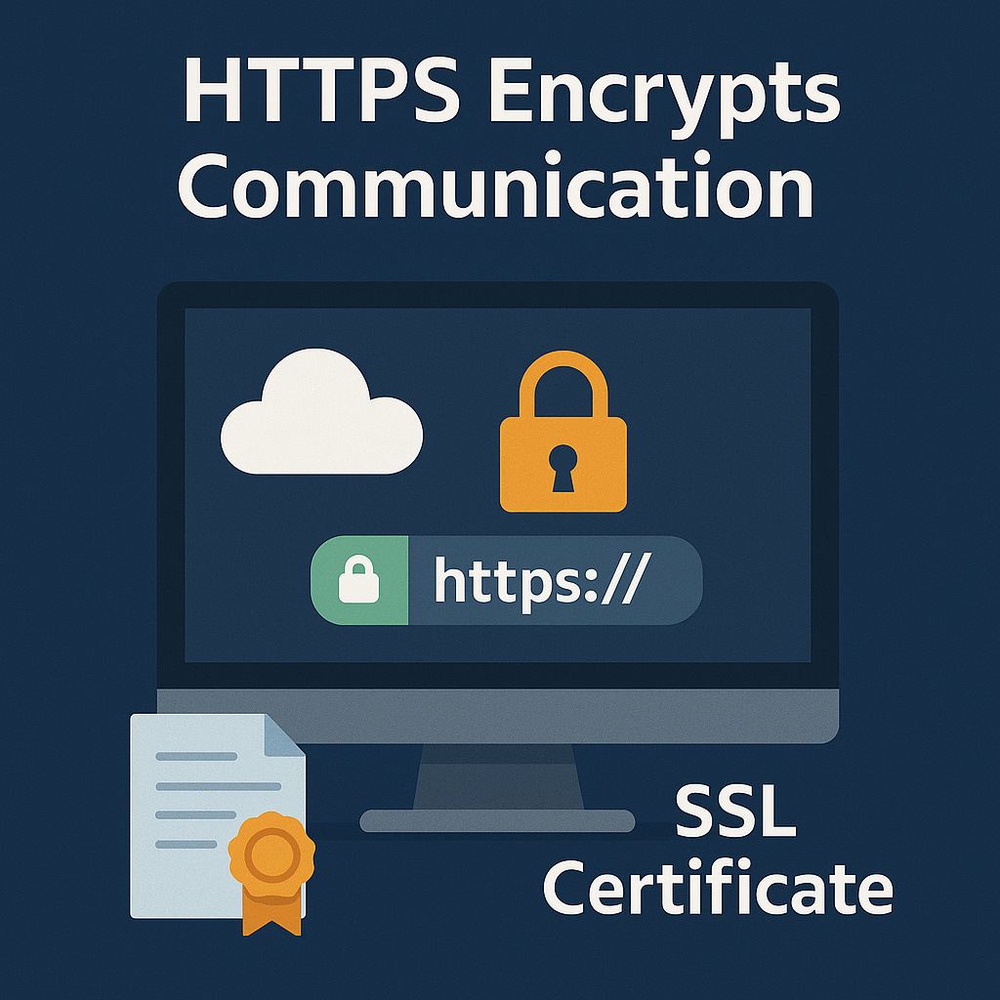 HTTPS Encrypts
Communication
https://
SSL
Certificate